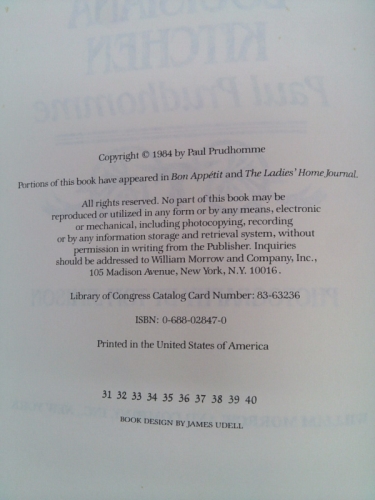 Copyright © 1984 by Paul Prudhomme
Portions of this book have appeared in Bon Appétit and The Ladies' Home Journal.
All rights reserved. No part of this book may be
reproduced or utilized in any form or by any means, electronic
or mechanical, including photocopying, recording
or by any information storage and retrieval system, without
permission in writing from the Publisher. Inquiries
should be addressed to William Morrow and Company, Inc.,
105 Madison Avenue, New York, N.Y. 10016.
Library of Congress Catalog Card Number: 83-63236
ISBN: 0-688-02847-0
Printed in the United States of America
31 32 33 34 35 36 37 38 39 40
BOOK DESIGN BY JAMES UDELL